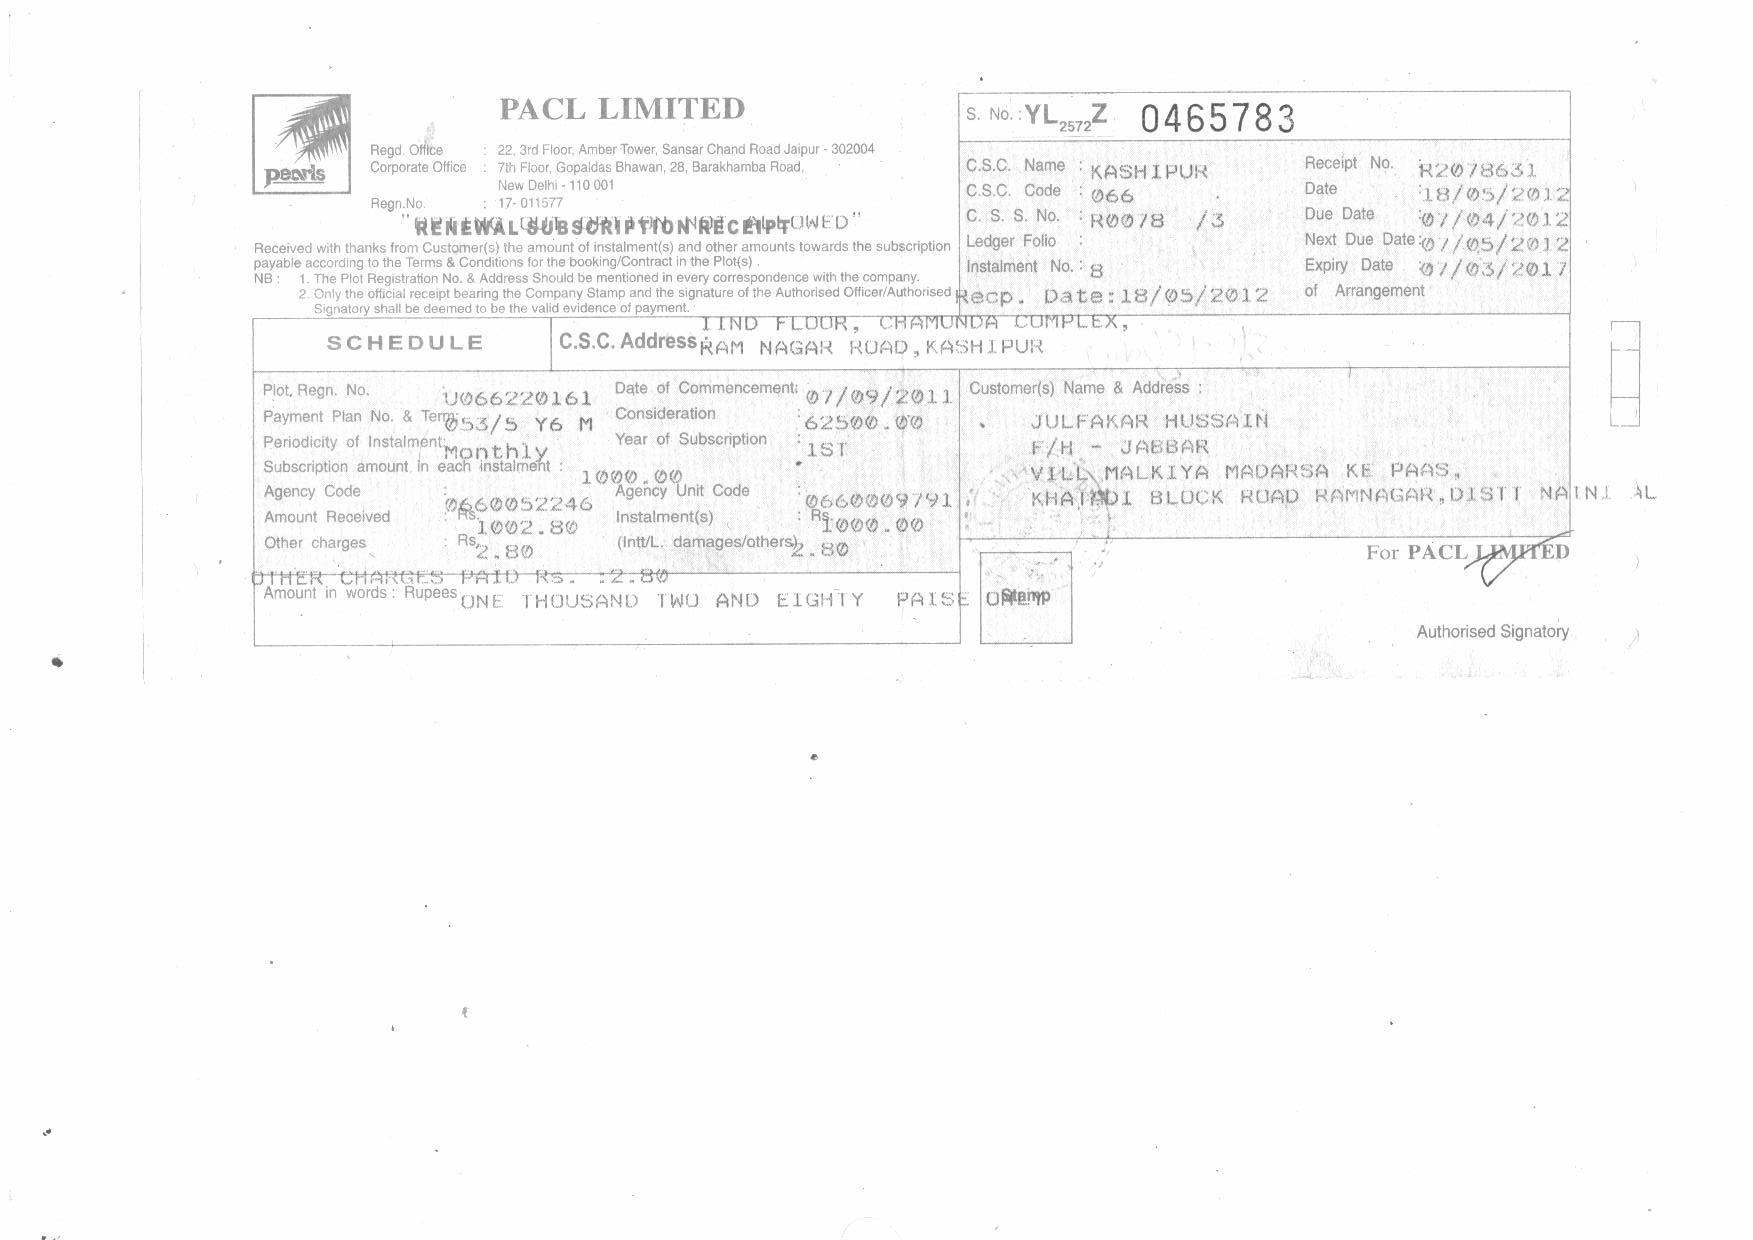 PACL LIMITED
pearls
Regd. Office : 22, 3rd Floor, Amber Tower, Sansar Chand Road Jaipur - 302004
Corporate Office : 7th Floor, Gopaldas Bhawan, 28, Barakhamba Road,
New Delhi - 110 001
Regn.No. : 17- 011577
RENEWAL SUBSCRIPTION RECEIPT
Received with thanks from Customer(s) the amount of instalment(s) and other amounts towards the subscription
payable according to the Terms & Conditions for the booking/Contract in the Plot(s) .
NB : 1. The Plot Registration No. & Address Should be mentioned in every correspondence with the company.
2. Only the official receipt bearing the Company Stamp and the signature of the Authorised Officer/Authorised
Signatory shall be deemed to be the valid evidence of payment.
S. No. : YL 2572 Z 0465783
C.S.C. Name : KASHIPUR
C.S.C. Code : 066
C. S. S. No. : R0078 /3
Ledger Folio :
Instalment No. : 8
Recp. Date:18/05/2012
Receipt No. : R2078631
Date : 18/05/2012
Due Date : 07/04/2012
Next Due Date : 07/05/2012
Expiry Date : 07/03/2017
of Arrangement
SCHEDULE
C.S.C. Address : IIND FLOOR, CHAMUNDA COMPLEX,
RAM NAGAR ROAD,KASHIPUR
Plot. Regn. No. : U066220161
Payment Plan No. & Term: 053/5 Y6 M
Periodicity of Instalment: Monthly
Subscription amount in each instalment : 1000.00
Agency Code : 0660052246
Amount Received : Rs. 1002.80
Other charges : Rs. 2.80
Date of Commencement: 07/09/2011
Consideration : 62500.00
Year of Subscription : 1ST
Agency Unit Code : 0660009791
Instalment(s) : Rs. 1000.00
(Intt/L. damages/others) 2.80
Customer(s) Name & Address :
JULFAKAR HUSSAIN
F/H - JABBAR
VILL MALKIYA MADARSA KE PAAS,
BLOCK ROAD RAMNAGAR,DISTT
OTHER CHARGES PAID Rs. :2.80
Amount in words : Rupees ONE THOUSAND TWO AND EIGHTY PAISE ONLY
Stamp
For PACL LIMITED
Authorised Signatory